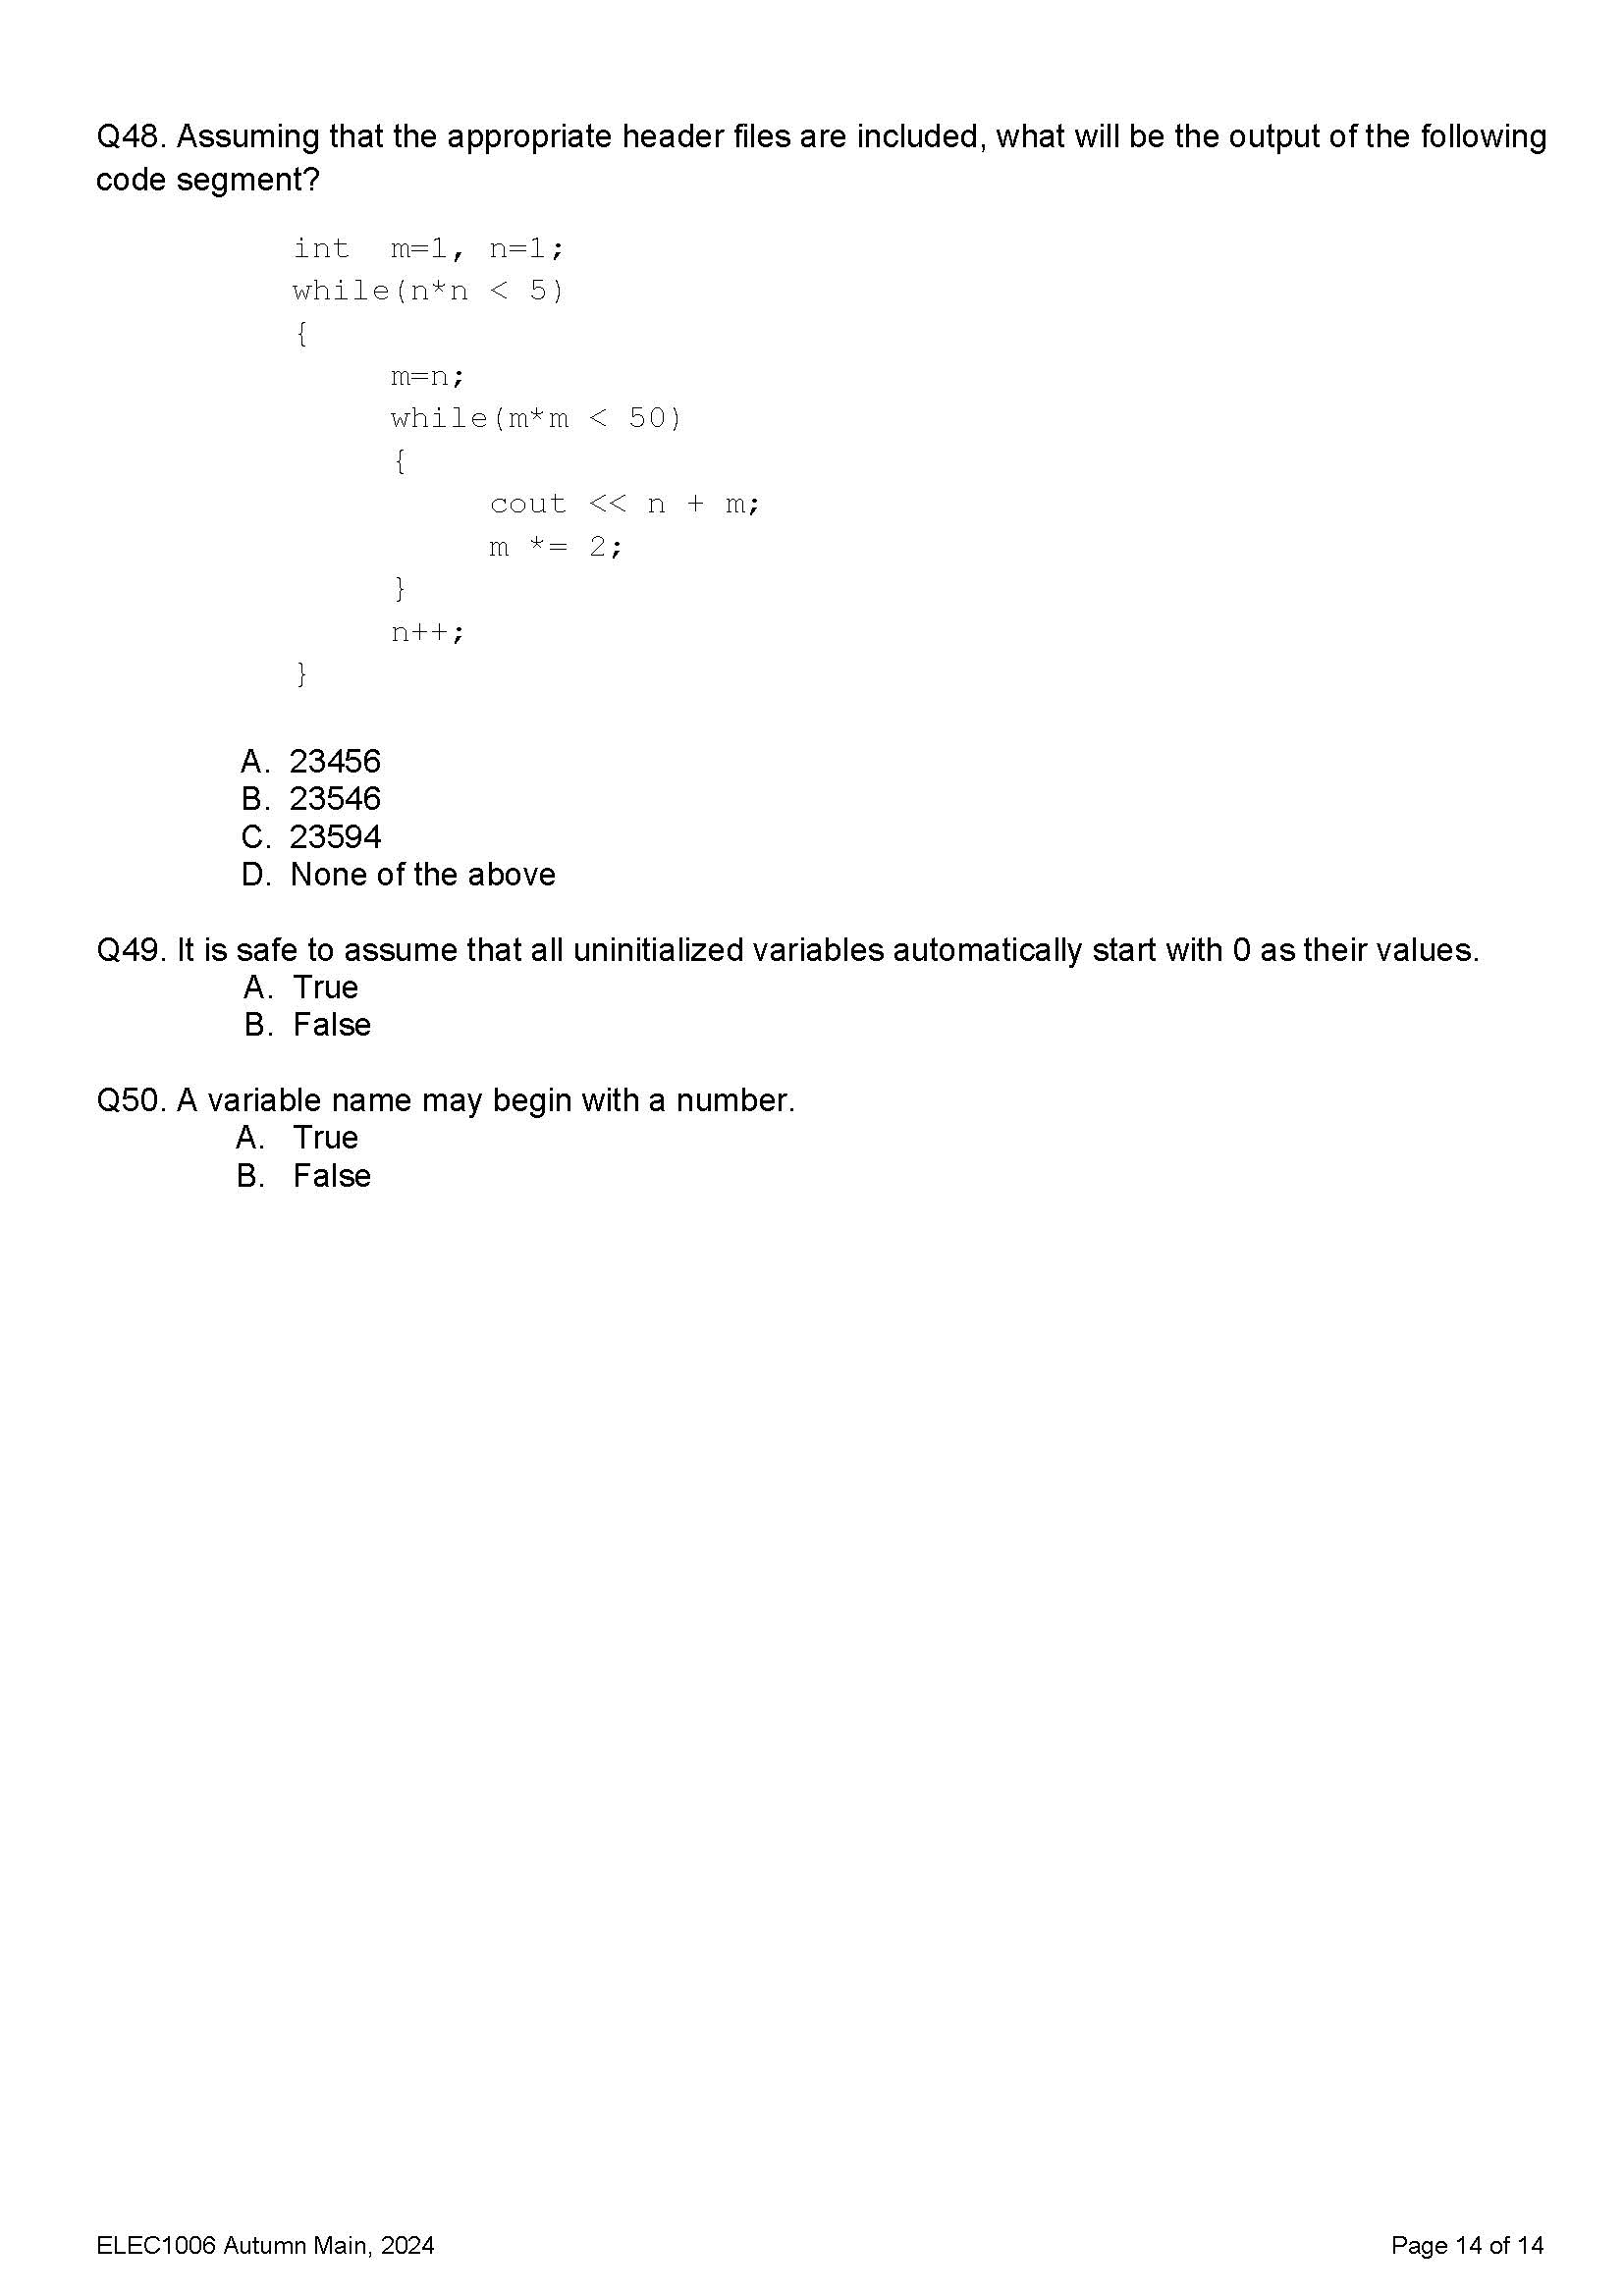 Q48. Assuming that the appropriate header files are included, what will be the output of the following
code segment?
int  m=1, n=1;
while(n*n < 5)
{
m=n;
while(m*m < 50)
{
cout << n + m;
m *= 2;
}
n++;
}
A. 23456
B. 23546
C. 23594
D. None of the above
Q49. It is safe to assume that all uninitialized variables automatically start with 0 as their values.
A. True
B. False
Q50. A variable name may begin with a number.
A. True
B. False
ELEC1006 Autumn Main, 2024 Page 14 of 14